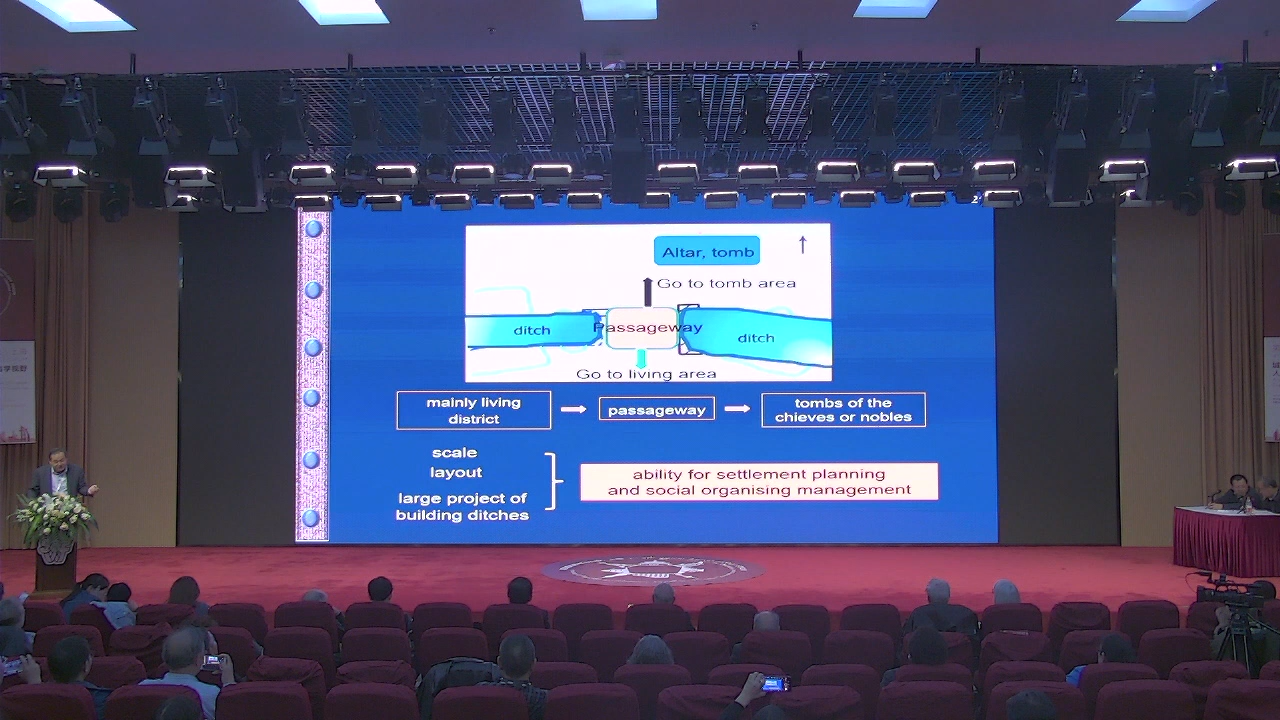 Altar, tomb
Go to tomb area
ditch
Passageway
ditch
Go to living area
mainly living
district
passageway
tombs of the
chieves or nobles
scale
layout
large project of
building ditches
ability for settlement planning
and social organising management